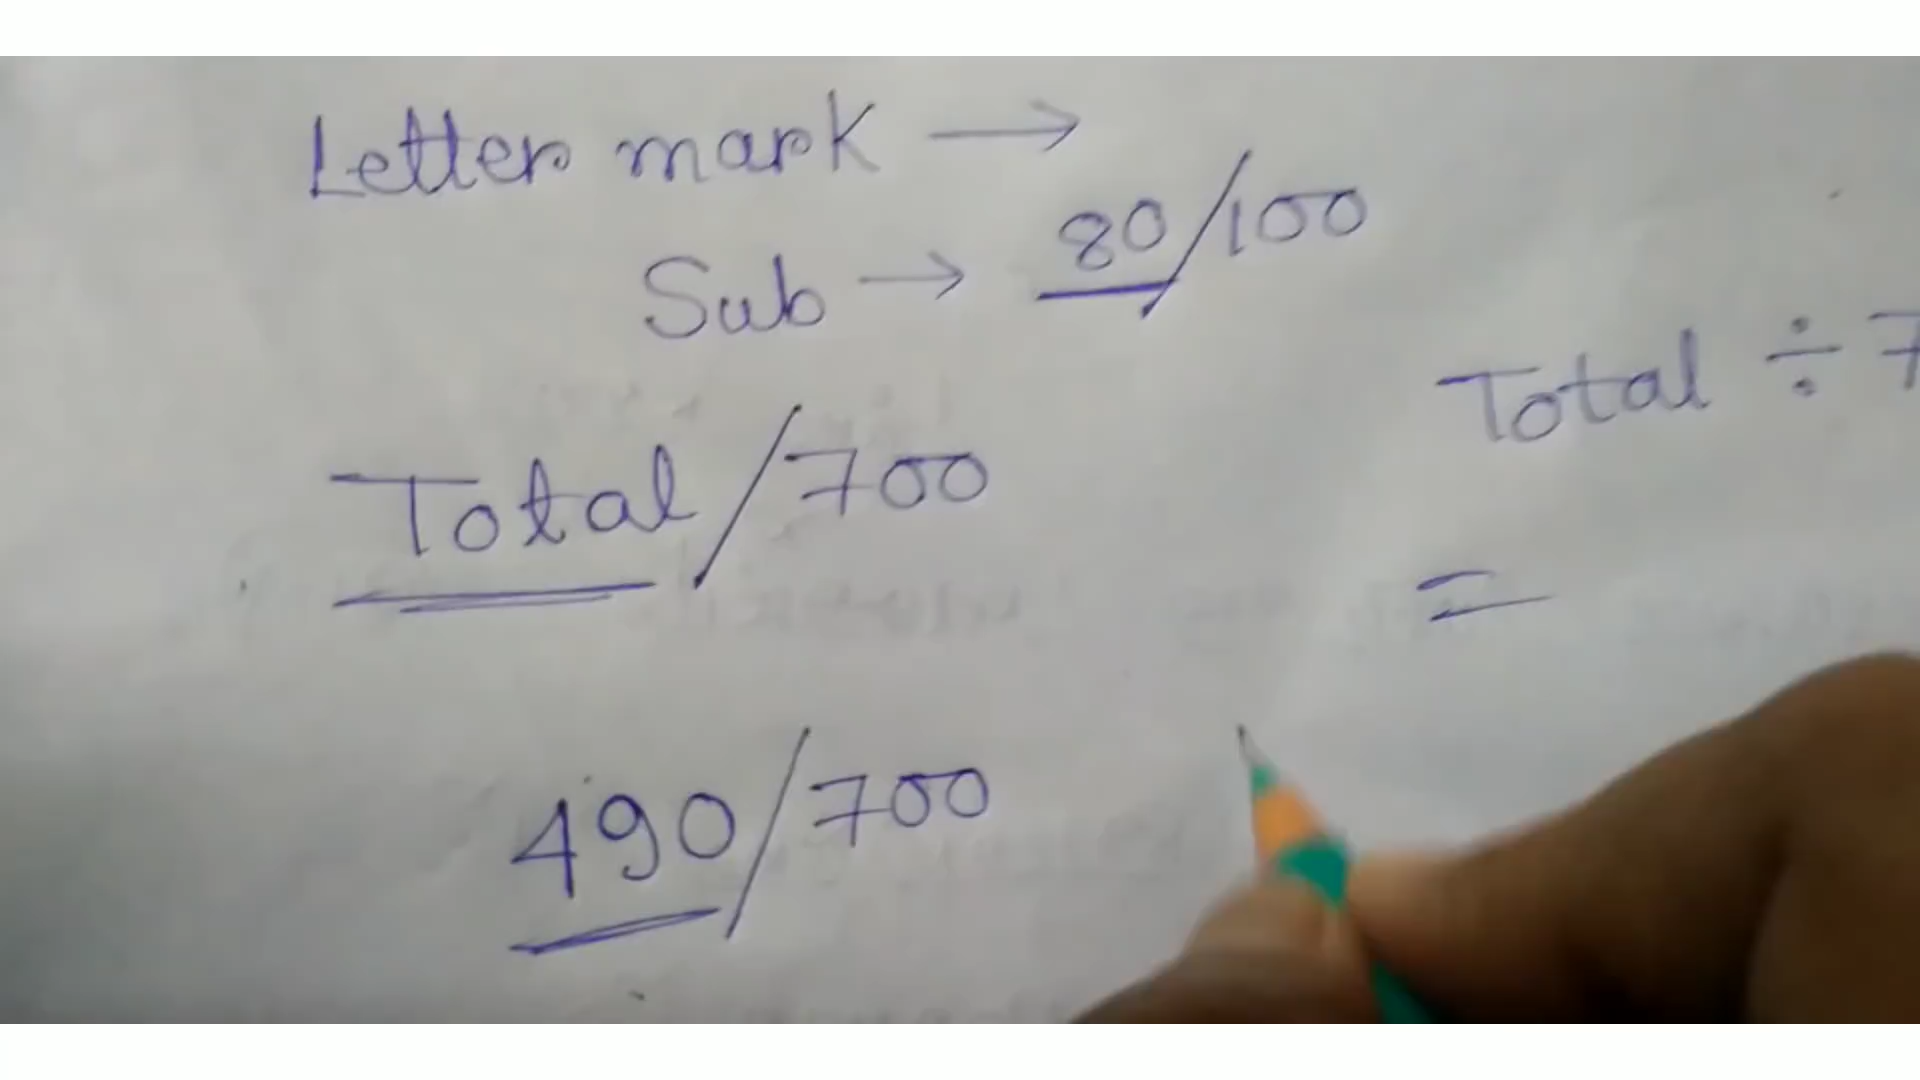 Letter mark →
Sub → 80/100
Total/700
Total ÷ 7
=
490/700